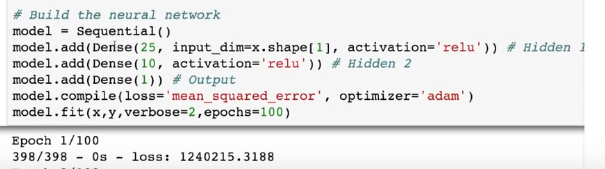 # Build the neural network
model = Sequential()
model.add(Dense(25, input_dim=x.shape[1], activation='relu')) # Hidden 1
model.add(Dense(10, activation='relu')) # Hidden 2
model.add(Dense(1)) # Output
model.compile(loss='mean_squared_error', optimizer='adam')
model.fit(x,y,verbose=2,epochs=100)
Epoch 1/100
398/398 - 0s - loss: 1240215.3188